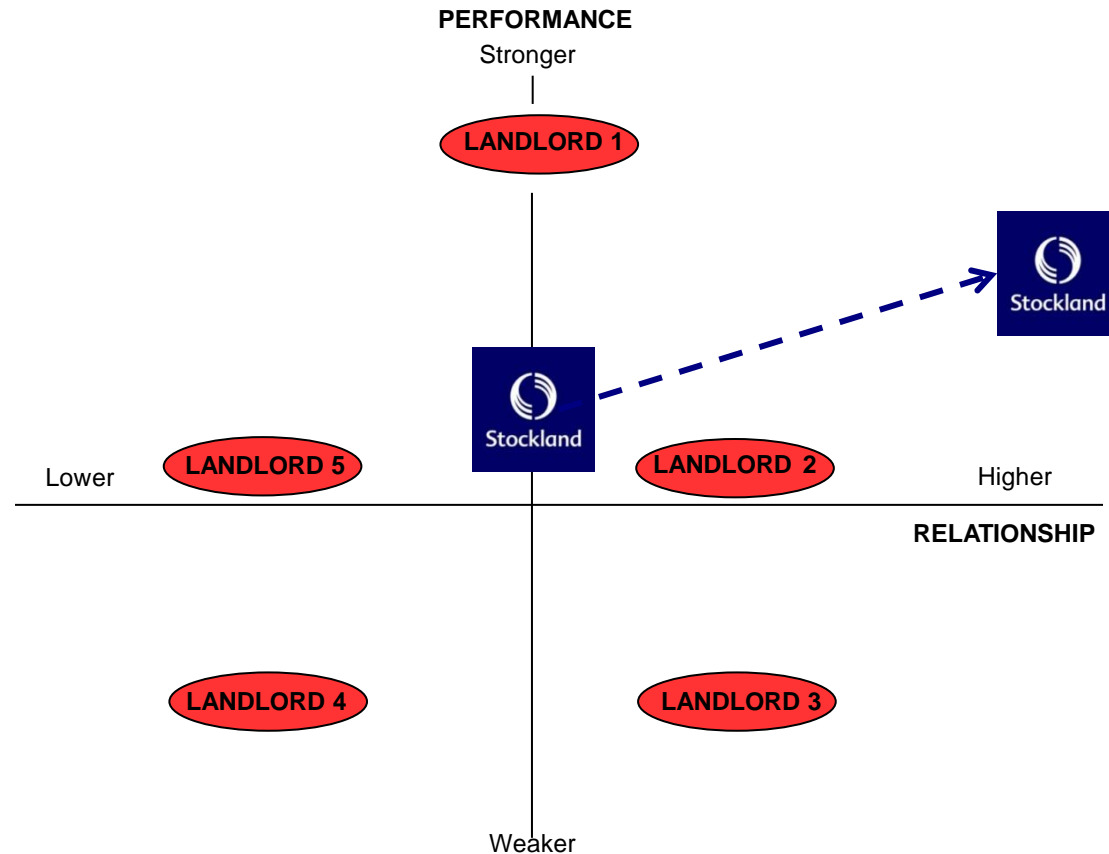 PERFORMANCE
Stronger
LANDLORD 1
Stockland
Stockland
LANDLORD 5
LANDLORD 2
Lower
Higher
RELATIONSHIP
LANDLORD 4
LANDLORD 3
Weaker